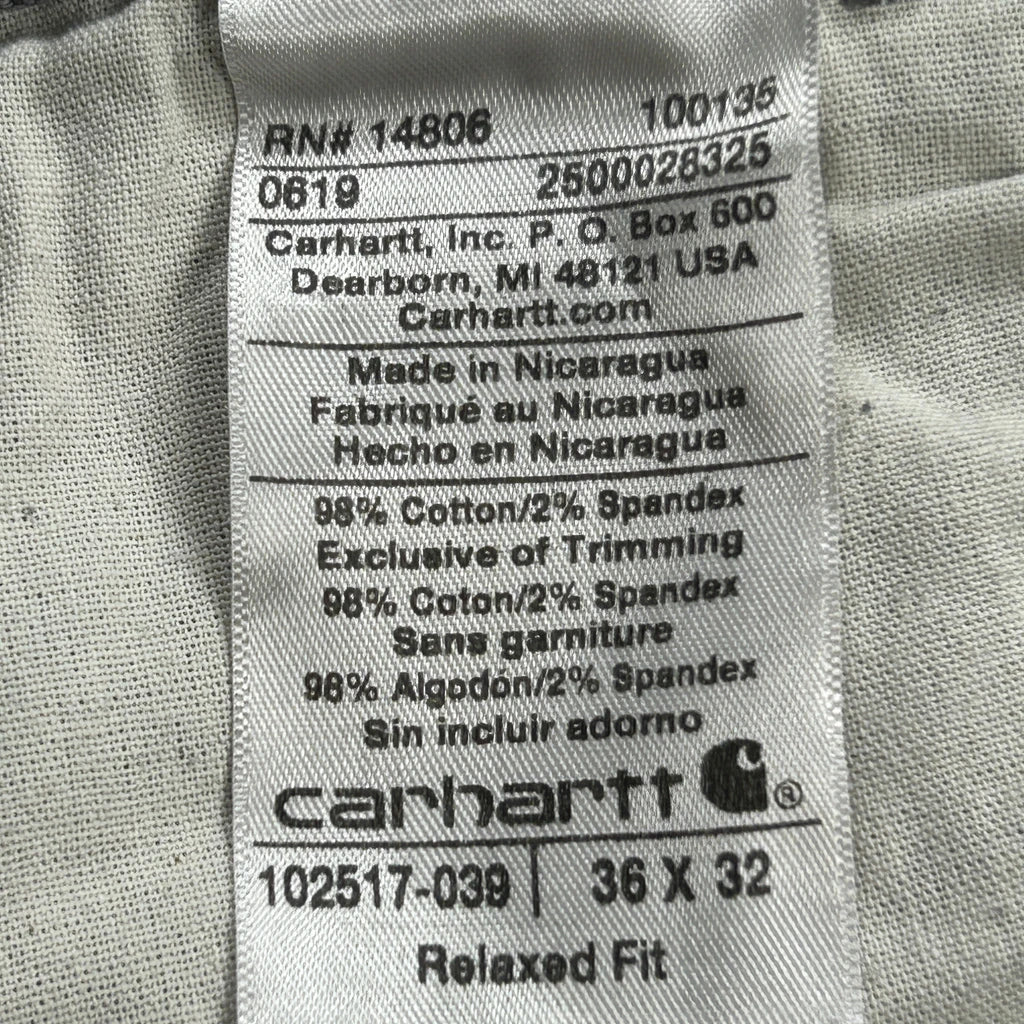 RN# 14806 100135
0619 2500028325
Carhartt, Inc. P. O. Box 600
Dearborn, MI 48121 USA
Carhartt.com
Made in Nicaragua
Fabriqué au Nicaragua
Hecho en Nicaragua
98% Cotton/2% Spandex
Exclusive of Trimming
98% Coton/2% Spandex
Sans garniture
98% Algodón/2% Spandex
Sin incluir adorno
carhartt ®
102517-039 | 36 X 32
Relaxed Fit